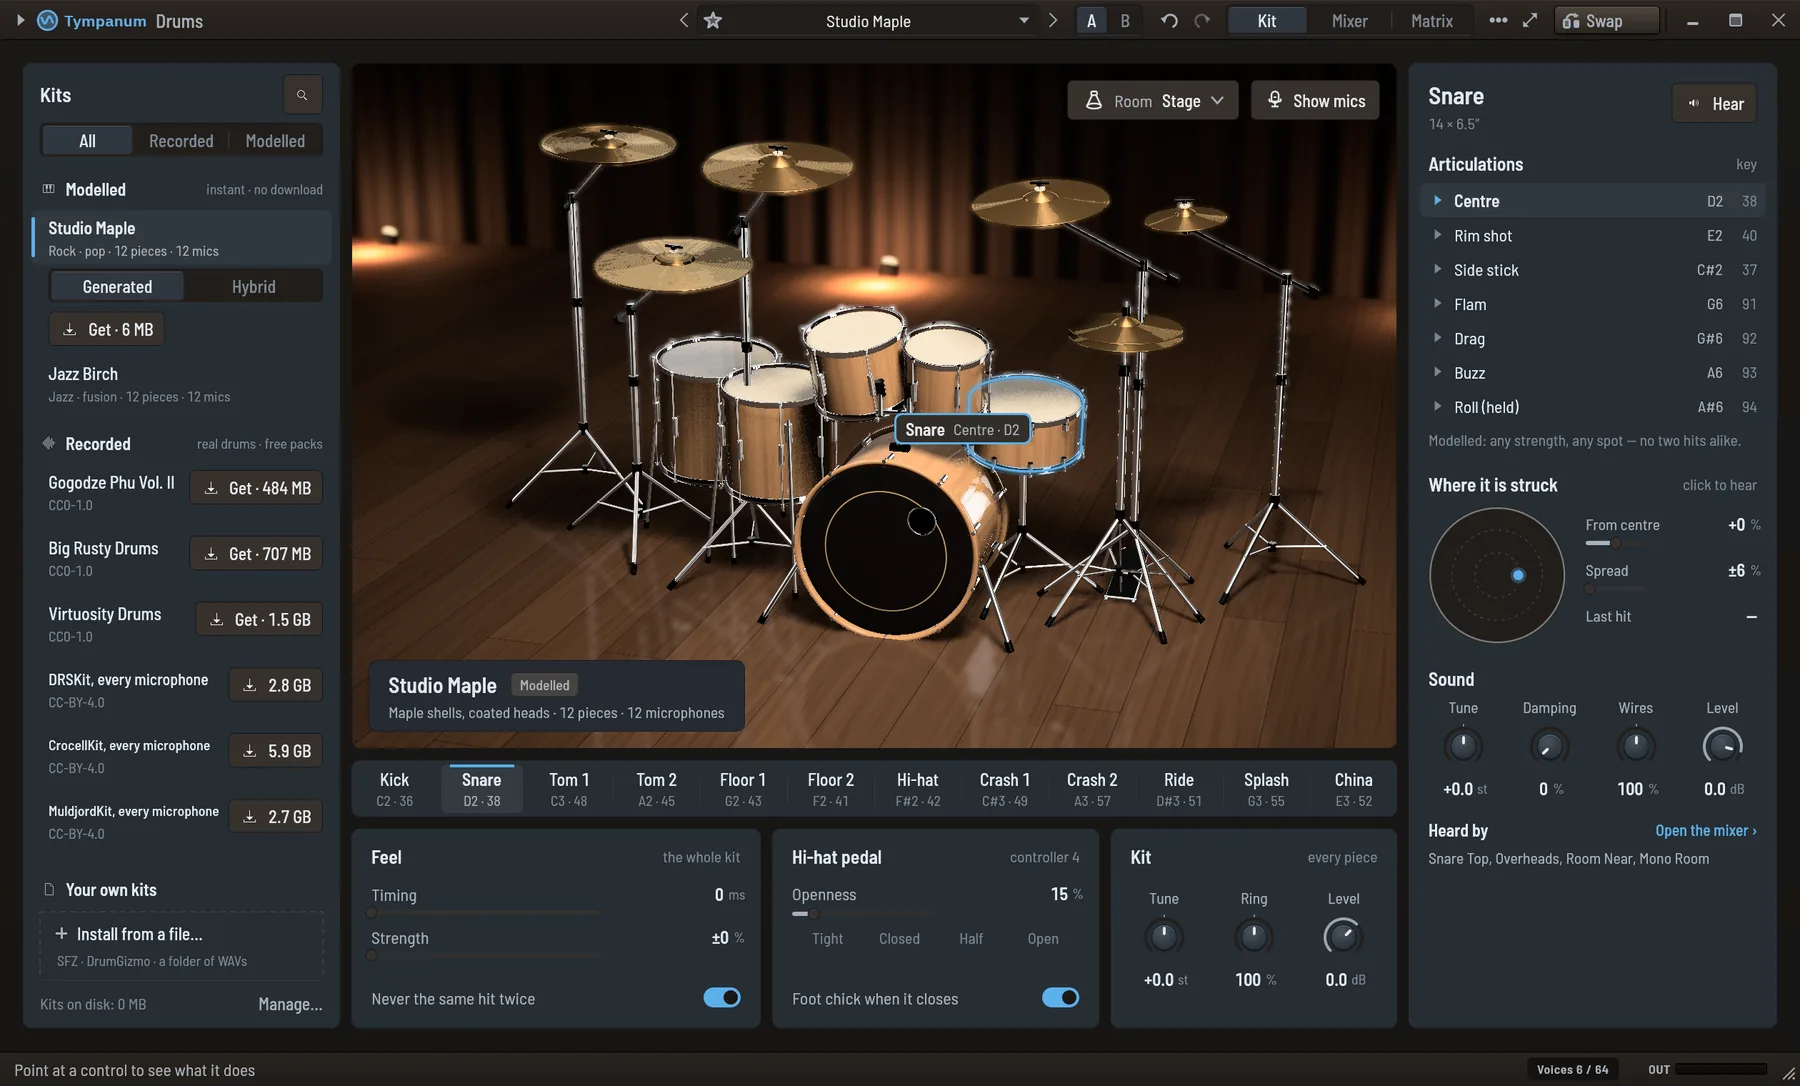 Tympanum Drums
Studio Maple
A B
Kit Mixer Matrix
Swap
Kits
All Recorded Modelled
Modelled instant · no download
Studio Maple
Rock · pop · 12 pieces · 12 mics
Generated Hybrid
Get · 6 MB
Jazz Birch
Jazz · fusion · 12 pieces · 12 mics
Recorded real drums · free packs
Gogodze Phu Vol. II Get · 484 MB
CC0-1.0
Big Rusty Drums Get · 707 MB
CC0-1.0
Virtuosity Drums Get · 1.5 GB
CC0-1.0
DRSKit, every microphone 2.8 GB
CC-BY-4.0
CrocellKit, every microphone 5.9 GB
CC-BY-4.0
MuldjordKit, every microphone 2.7 GB
CC-BY-4.0
Your own kits
+ Install from a file...
SFZ · DrumGizmo · a folder of WAVs
Kits on disk: 0 MB Manage...
Room Stage Show mics
Snare Centre · D2
Studio Maple Modelled
Maple shells, coated heads · 12 pieces · 12 microphones
Kick Snare Tom 1 Tom 2 Floor 1 Floor 2 Hi-hat Crash 1 Crash 2 Ride Splash China
C2 · 36 D2 · 38 C3 · 48 A2 · 45 G2 · 43 F2 · 41 F#2 · 42 C#3 · 49 A3 · 57 D#3 · 51 G3 · 55 E3 · 52
Feel the whole kit
Timing 0 ms
Strength ±0 %
Never the same hit twice
Hi-hat pedal controller 4
Openness 15 %
Tight Closed Half Open
Foot chick when it closes
Kit every piece
Tune Ring Level
+0.0 st 100 % 0.0 dB
Snare
14 × 6.5″
Hear
Articulations key
Centre D2 38
Rim shot E2 40
Side stick C#2 37
Flam G6 91
Drag G#6 92
Buzz A6 93
Roll (held) A#6 94
Modelled: any strength, any spot — no two hits alike.
Where it is struck click to hear
From centre +0 %
Spread ±6 %
Last hit –
Sound
Tune Damping Wires Level
+0.0 st 0 % 100 % 0.0 dB
Heard by Open the mixer ›
Snare Top, Overheads, Room Near, Mono Room
Point at a control to see what it does
Voices 6 / 64 OUT